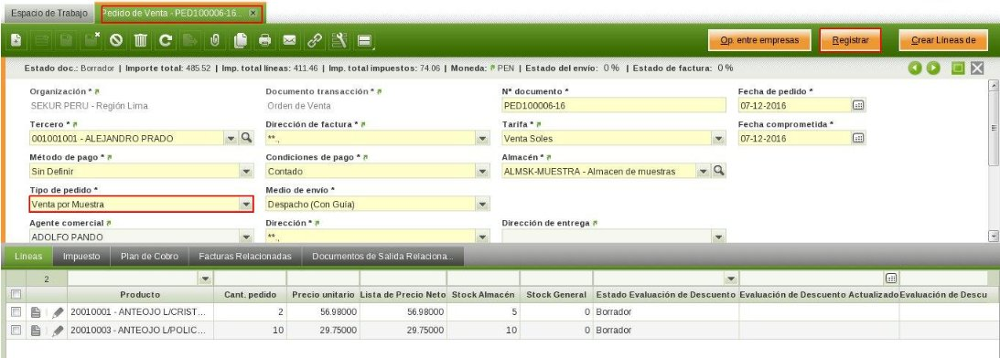 Espacio de Trabajo Pedido de Venta - PED100006-16...
Op. entre empresas Registrar Crear Lineas de
Estado doc.: Borrador | Importe total: 485.52 | Imp. total líneas: 411.46 | Imp. total impuestos: 74.06 | Moneda: PEN | Estado del envío: 0 % | Estado de factura: 0 %
Organización * Documento transacción * Nº documento * Fecha de pedido *
SEKUR PERU - Región Lima Orden de Venta PED100006-16 07-12-2016
Tercero * Dirección de factura * Tarifa * Fecha comprometida *
001001001 - ALEJANDRO PRADO **., Venta Soles 07-12-2016
Método de pago * Condiciones de pago * Almacén *
Sin Definir Contado ALMSK-MUESTRA - Almacen de muestras
Tipo de pedido * Medio de envío *
Venta por Muestra Despacho (Con Guía)
Agente comercial Dirección * Dirección de entrega
ADOLFO PANDO **.,
Lineas Impuesto Plan de Cobro Facturas Relacionadas Documentos de Salida Relaciona...
2
Producto Cant. pedido Precio unitario Lista de Precio Neto Stock Almacén Stock General Estado Evaluación de Descuento Evaluación de Descuento Actualizado Evaluación de Descu
20010001 - ANTEOJO L/CRIST... 2 56.98000 56.98000 5 0 Borrador
20010003 - ANTEOJO L/POLIC... 10 29.75000 29.75000 10 0 Borrador